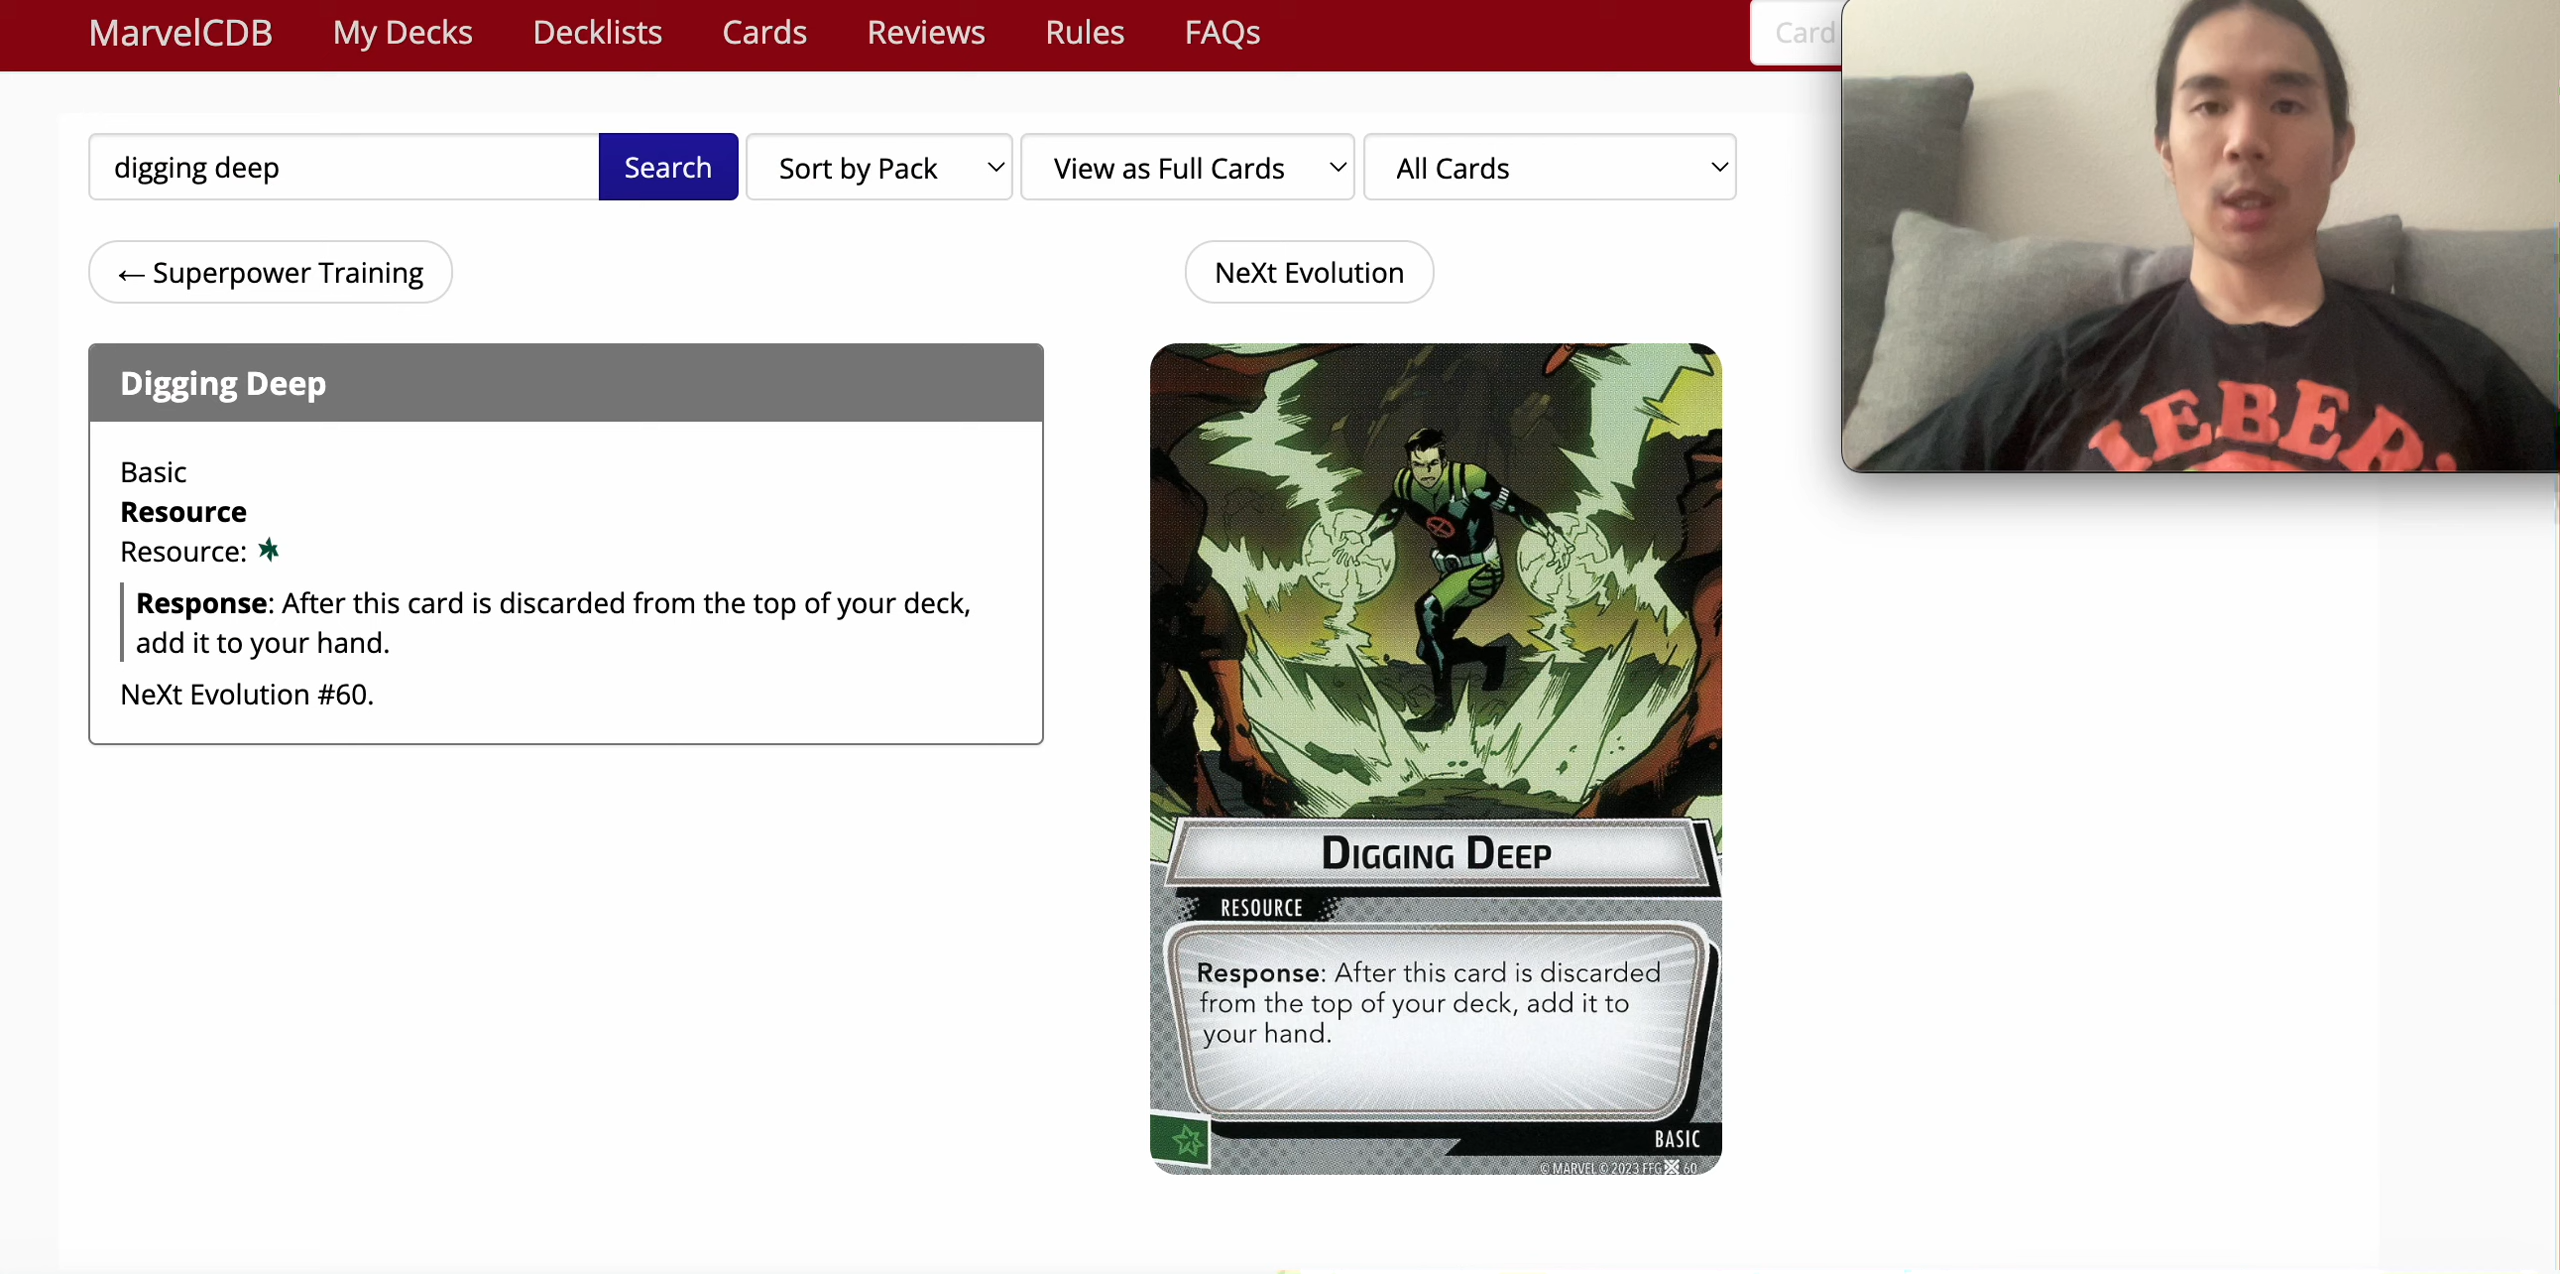 MarvelCDB My Decks Decklists Cards Reviews Rules FAQs Card
digging deep Search Sort by Pack View as Full Cards All Cards
← Superpower Training NeXt Evolution
Digging Deep
Basic
Resource
Resource:
Response: After this card is discarded from the top of your deck,
add it to your hand.
NeXt Evolution #60.
DIGGING DEEP
RESOURCE
Response: After this card is discarded
from the top of your deck, add it to
your hand.
BASIC
© MARVEL © 2023 FFG 60